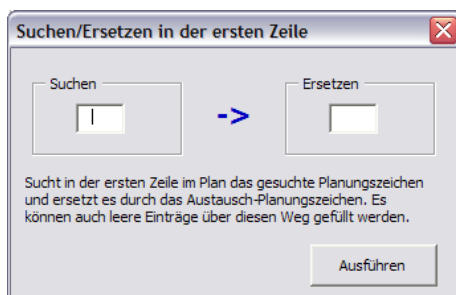 Suchen/Ersetzen in der ersten Zeile
Suchen
Ersetzen
->
Sucht in der ersten Zeile im Plan das gesuchte Planungszeichen
und ersetzt es durch das Austausch-Planungszeichen. Es
können auch leere Einträge über diesen Weg gefüllt werden.
Ausführen